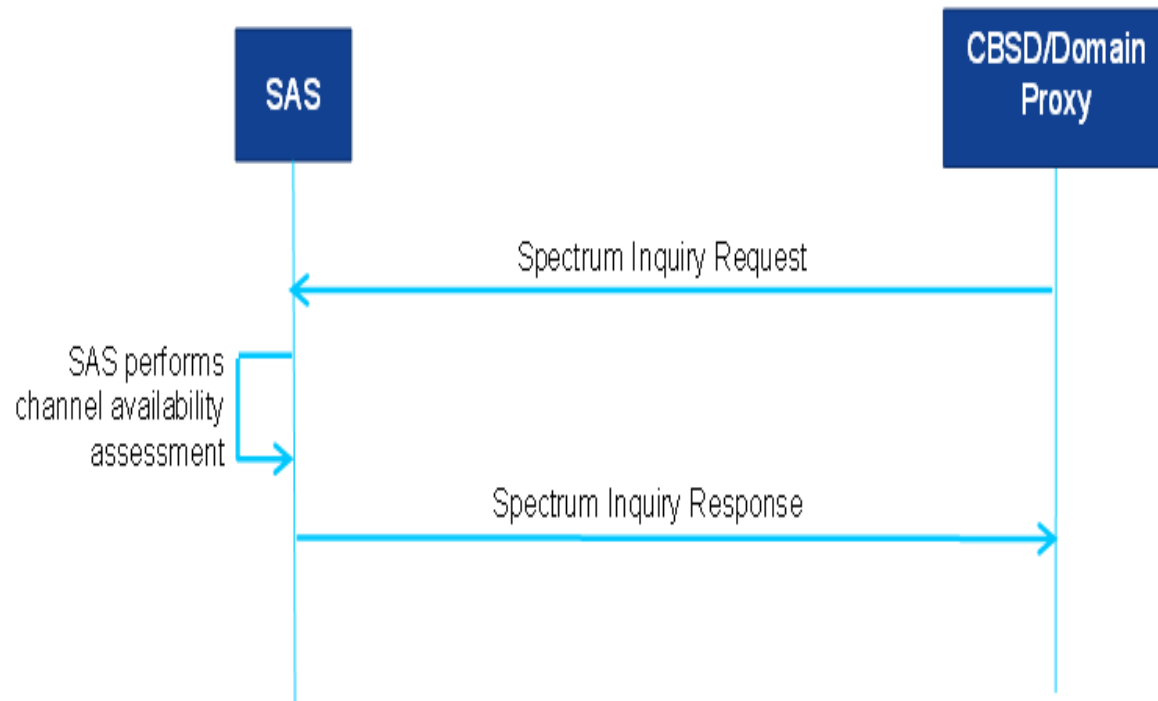 SAS
CBSD/Domain
Proxy
Spectrum Inquiry Request
SAS performs
channel availability
assessment
Spectrum Inquiry Response